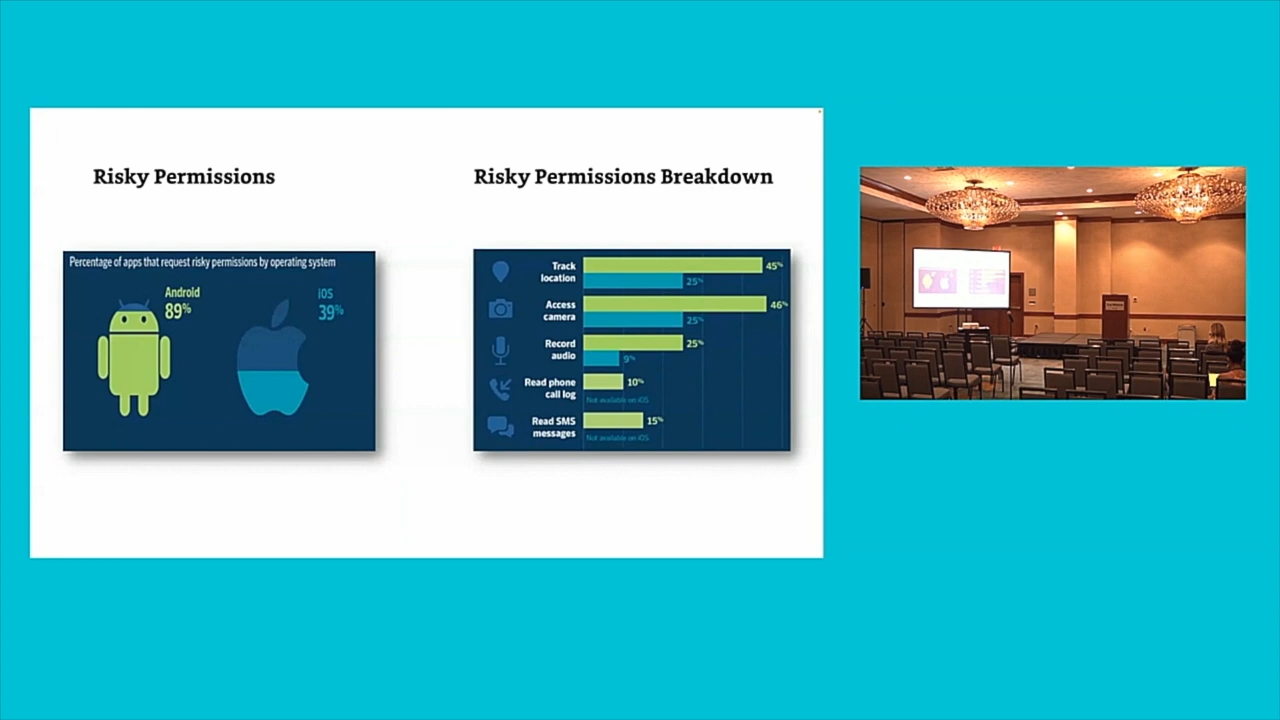 Risky Permissions
Percentage of apps that request risky permissions by operating system
Android
89%
iOS
39%
Risky Permissions Breakdown
Track
location
45%
25%
Access
camera
46%
25%
Record
audio
25%
9%
Read phone
call log
10%
Not available on iOS
Read SMS
messages
15%
Not available on iOS